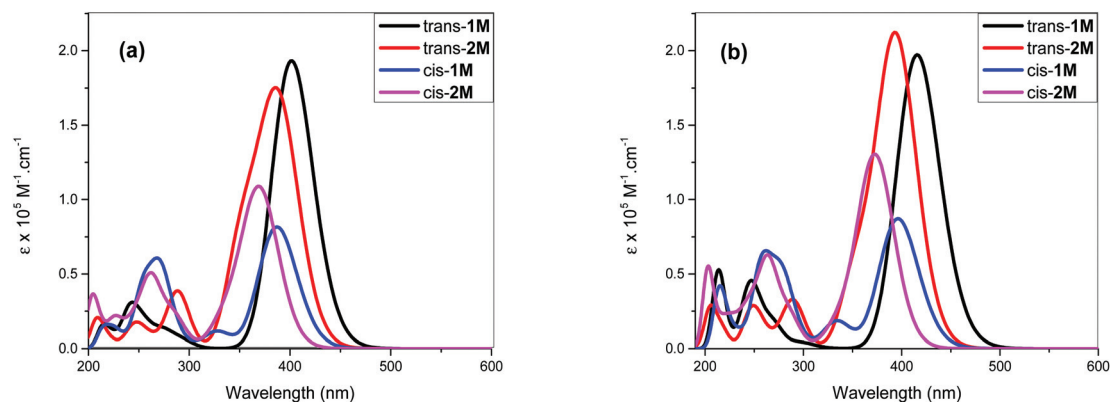 (a)
trans-1M
trans-2M
cis-1M
cis-2M
2.0
1.5
1.0
0.5
0.0
ε x 10⁵ M⁻¹.cm⁻¹
200 300 400 500 600
Wavelength (nm)
(b)
trans-1M
trans-2M
cis-1M
cis-2M
2.0
1.5
1.0
0.5
0.0
ε x 10⁵ M⁻¹.cm⁻¹
200 300 400 500 600
Wavelength (nm)